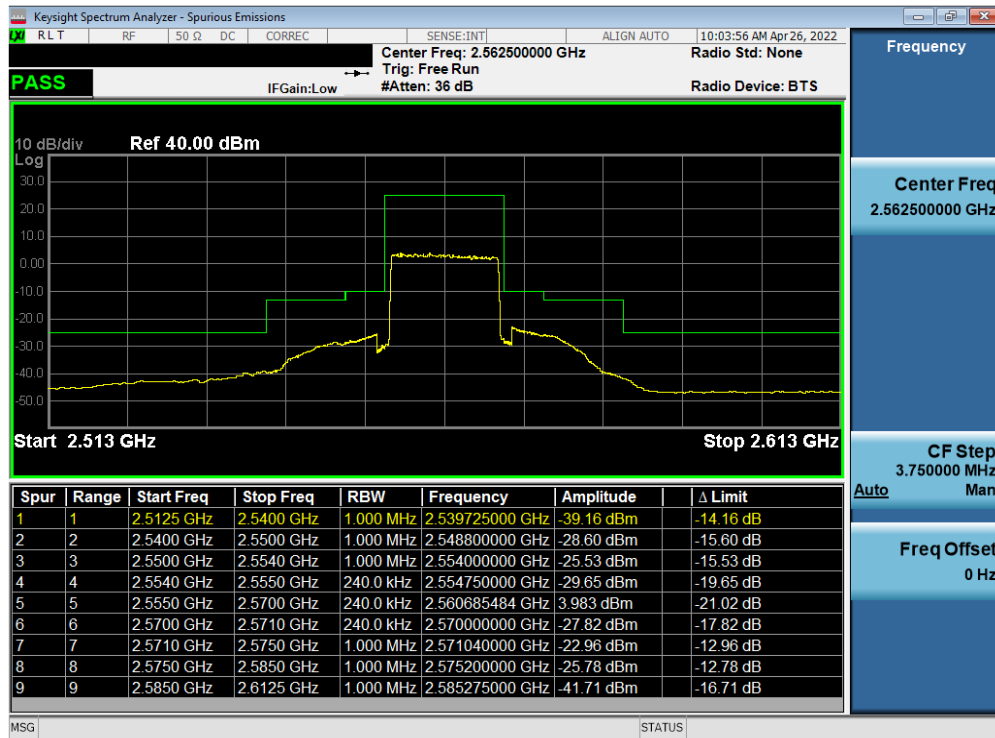 Keysight Spectrum Analyzer - Spurious Emissions
LXI RLT RF 50 Ω DC CORREC SENSE:INT ALIGN AUTO 10:03:56 AM Apr 26, 2022
Center Freq: 2.562500000 GHz Radio Std: None
Trig: Free Run
PASS IFGain:Low #Atten: 36 dB Radio Device: BTS
10 dB/div Ref 40.00 dBm
Log
30.0
20.0
10.0
0.00
-10.0
-20.0
-30.0
-40.0
-50.0
Start 2.513 GHz Stop 2.613 GHz
Spur Range Start Freq Stop Freq RBW Frequency Amplitude Δ Limit
1 1 2.5125 GHz 2.5400 GHz 1.000 MHz 2.539725000 GHz -39.16 dBm -14.16 dB
2 2 2.5400 GHz 2.5500 GHz 1.000 MHz 2.548800000 GHz -28.60 dBm -15.60 dB
3 3 2.5500 GHz 2.5540 GHz 1.000 MHz 2.554000000 GHz -25.53 dBm -15.53 dB
4 4 2.5540 GHz 2.5550 GHz 240.0 kHz 2.554750000 GHz -29.65 dBm -19.65 dB
5 5 2.5550 GHz 2.5700 GHz 240.0 kHz 2.560685484 GHz 3.983 dBm -21.02 dB
6 6 2.5700 GHz 2.5710 GHz 240.0 kHz 2.570000000 GHz -27.82 dBm -17.82 dB
7 7 2.5710 GHz 2.5750 GHz 1.000 MHz 2.571040000 GHz -22.96 dBm -12.96 dB
8 8 2.5750 GHz 2.5850 GHz 1.000 MHz 2.575200000 GHz -25.78 dBm -12.78 dB
9 9 2.5850 GHz 2.6125 GHz 1.000 MHz 2.585275000 GHz -41.71 dBm -16.71 dB
MSG STATUS
Frequency
Center Freq
2.562500000 GHz
CF Step
3.750000 MHz
Auto Man
Freq Offset
0 Hz